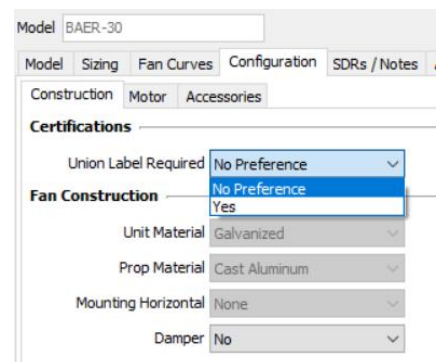 Model BAER-30
Model Sizing Fan Curves Configuration SDRs / Notes
Construction Motor Accessories
Certifications
Union Label Required No Preference
No Preference
Fan Construction
Yes
Unit Material Galvanized
Prop Material Cast Aluminum
Mounting Horizontal None
Damper No